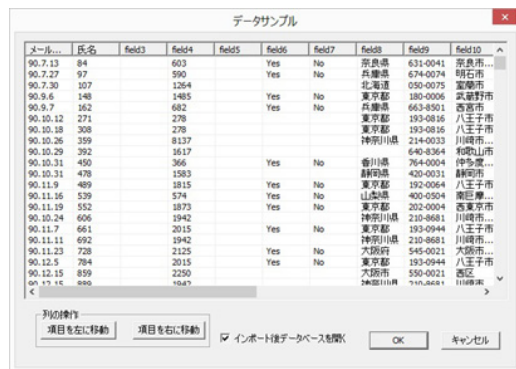 データサンプル
メール... 氏名 field3 field4 field5 field6 field7 field8 field9 field10
90.7.13 84 603 Yes No 奈良県 631-0041 奈良市...
90.7.27 97 590 Yes No 兵庫県 674-0074 明石市
90.7.30 107 1264 北海道 050-0075 室蘭市
90.9.6 148 1485 Yes No 東京都 180-0006 武蔵野市
90.9.7 162 682 Yes No 兵庫県 663-8501 西宮市
90.10.12 271 278 東京都 193-0816 八王子市
90.10.18 308 278 東京都 193-0816 八王子市
90.10.26 359 8137 神奈川県 214-0033 川崎市...
90.10.29 392 1617 640-8364 和歌山市
90.10.31 450 366 Yes No 香川県 764-0004 仲多度...
90.10.31 478 1583 静岡県 420-0031 静岡市
90.11.9 489 1815 Yes No 東京都 192-0064 八王子市
90.11.16 539 574 Yes No 山梨県 400-0504 南巨摩...
90.11.19 552 1873 Yes No 東京都 202-0004 西東京市
90.10.24 606 1942 神奈川県 210-8681 川崎市...
90.11.7 661 2015 Yes No 東京都 193-0944 八王子市
90.11.11 692 1942 神奈川県 210-8681 川崎市...
90.11.23 728 2125 Yes No 大阪府 545-0021 大阪市...
90.12.5 784 2015 Yes No 東京都 193-0944 八王子市
90.12.15 859 2250 大阪市 550-0021 西区
90.12.15 889 1942 神奈川県 210-8681 川崎市
列の操作
項目を左に移動 項目を右に移動 インポート後データベースを開く OK キャンセル